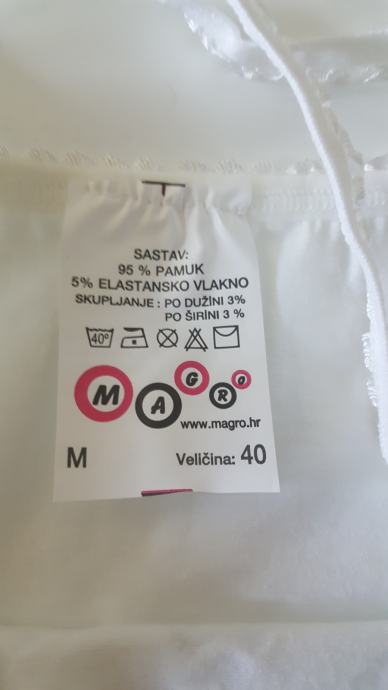 SASTAV:
95 % PAMUK
5% ELASTANSKO VLAKNO
SKUPLJANJE : PO DUŽINI 3%
PO ŠIRINI 3 %
40°
MAGRO
www.magro.hr
M Veličina: 40